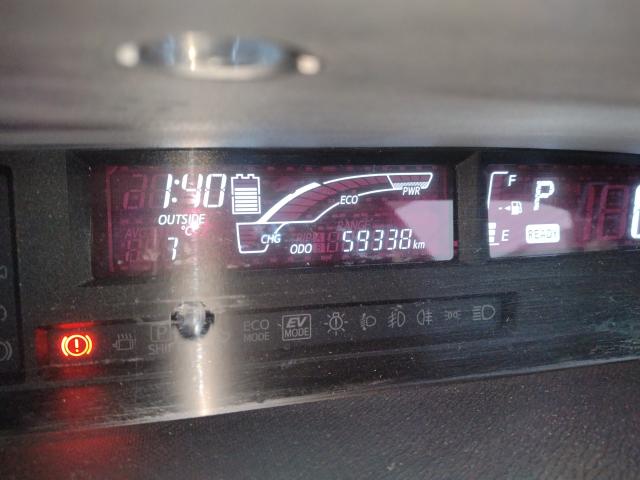 1:40
OUTSIDE
°C
7
CHG
ECO
PWR
ODO 59338 km
F
E
P
READY
ECO
MODE
EV
MODE